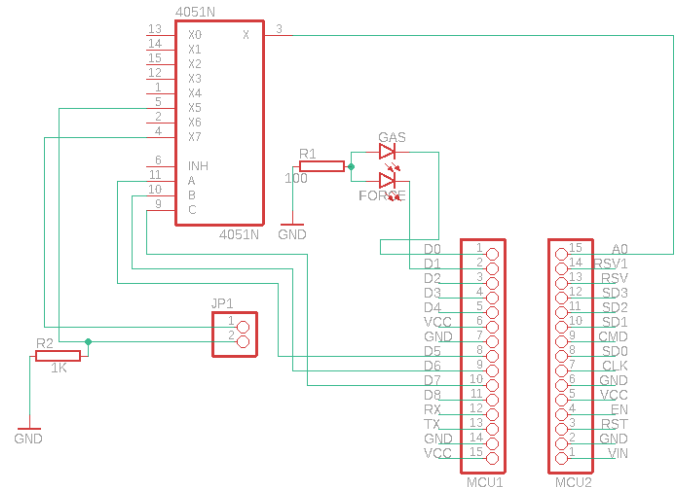 4051N
13 X0 X 3
14 X1
15 X2
12 X3
1 X4
5 X5
2 X6
4 X7
6 INH
11 A
10 B
9 C
4051N
GAS
R1
100
FORCE
GND
D0 1
D1 2
D2 3
D3 4
D4 5
VCC 6
GND 7
D5 8
D6 9
D7 10
D8 11
RX 12
TX 13
GND 14
VCC 15
MCU1
15 A0
14 RSV1
13 RSV
12 SD3
11 SD2
10 SD1
9 CMD
8 SD0
7 CLK
6 GND
5 VCC
4 EN
3 RST
2 GND
1 VIN
MCU2
JP1
1
2
R2
1K
GND